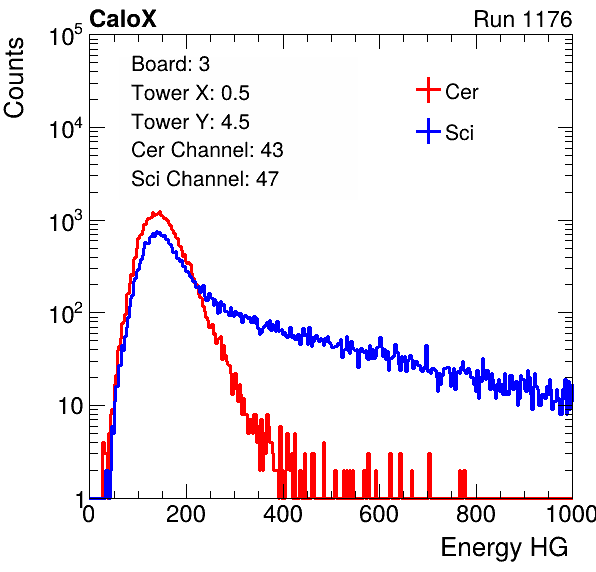 CaloX Run 1176
Counts
Board: 3
Tower X: 0.5
Tower Y: 4.5
Cer Channel: 43
Sci Channel: 47
Cer
Sci
10^5
10^4
10^3
10^2
10
1
0 200 400 600 800 1000
Energy HG